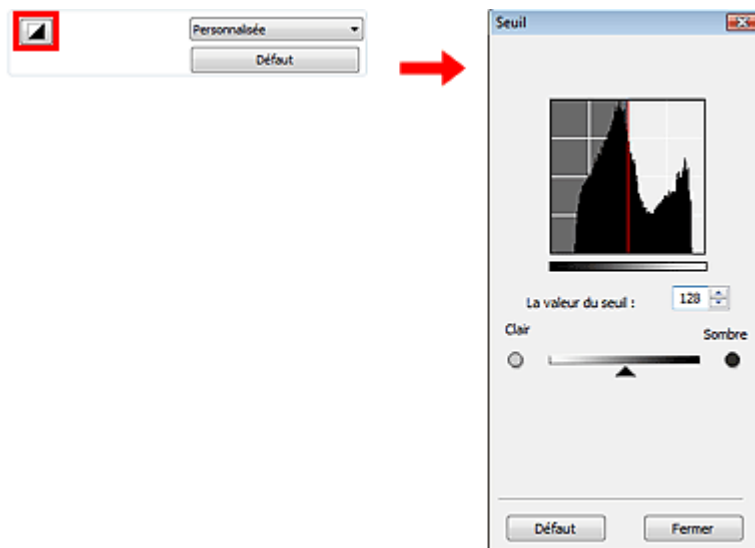 Personnalisée
Défaut
Seuil
La valeur du seuil :
128
Clair
Sombre
Défaut
Fermer